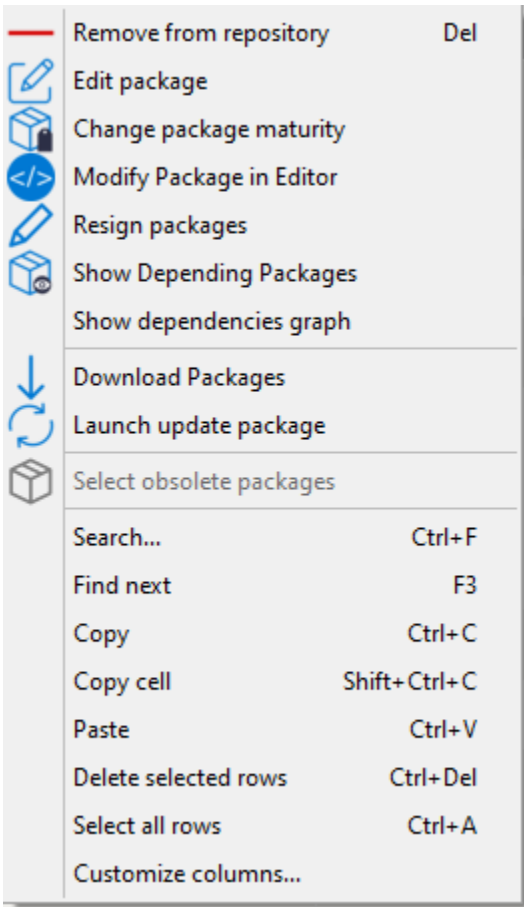 Remove from repository Del
Edit package
Change package maturity
</> Modify Package in Editor
Resign packages
Show Depending Packages
Show dependencies graph
Download Packages
Launch update package
Select obsolete packages
Search... Ctrl+F
Find next F3
Copy Ctrl+C
Copy cell Shift+Ctrl+C
Paste Ctrl+V
Delete selected rows Ctrl+Del
Select all rows Ctrl+A
Customize columns...